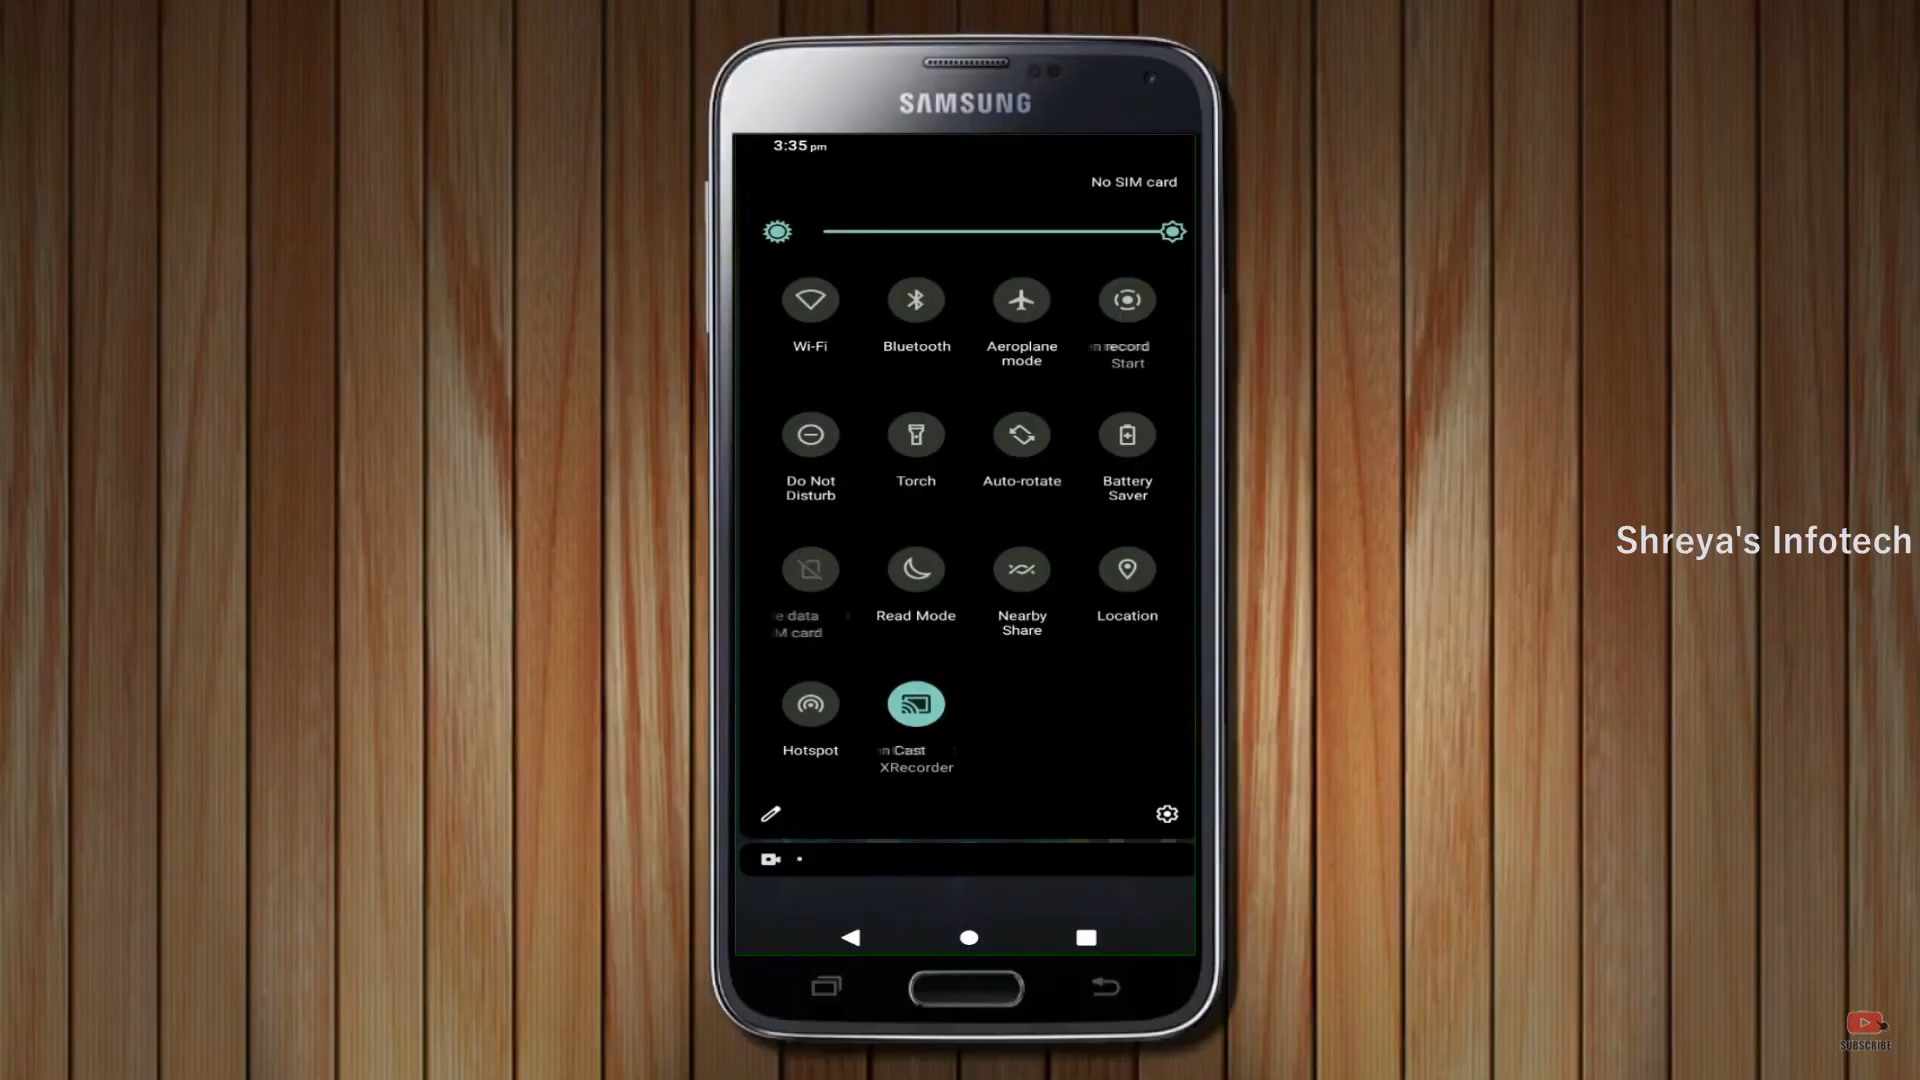 SAMSUNG
3:35 pm
No SIM card
Wi-Fi
Bluetooth
Aeroplane
mode
n record
Start
Do Not
Disturb
Torch
Auto-rotate
Battery
Saver
e data
M card
Read Mode
Nearby
Share
Location
Hotspot
n Cast
XRecorder
Shreya's Infotech
SUBSCRIBE